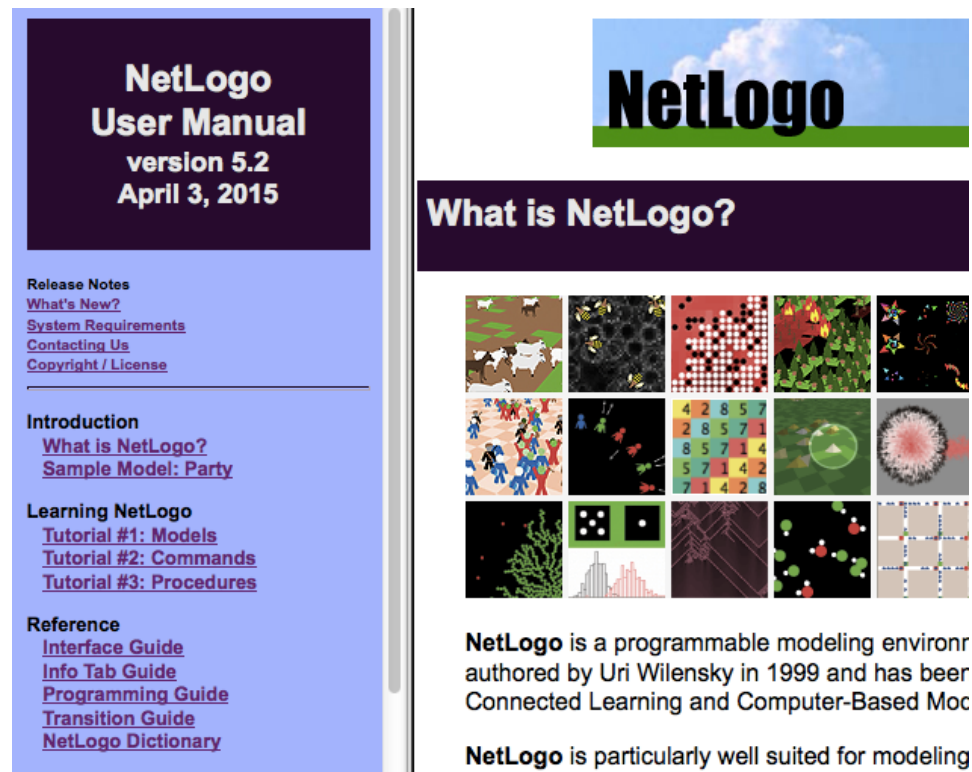 NetLogo
User Manual
version 5.2
April 3, 2015
Release Notes
What's New?
System Requirements
Contacting Us
Copyright / License
Introduction
What is NetLogo?
Sample Model: Party
Learning NetLogo
Tutorial #1: Models
Tutorial #2: Commands
Tutorial #3: Procedures
Reference
Interface Guide
Info Tab Guide
Programming Guide
Transition Guide
NetLogo Dictionary
NetLogo
What is NetLogo?
4 2 8 5 7
2 8 5 7 1
8 5 7 1 4
5 7 1 4 2
7 1 4 2 8
NetLogo is a programmable modeling environ
authored by Uri Wilensky in 1999 and has been
Connected Learning and Computer-Based Mod
NetLogo is particularly well suited for modeling